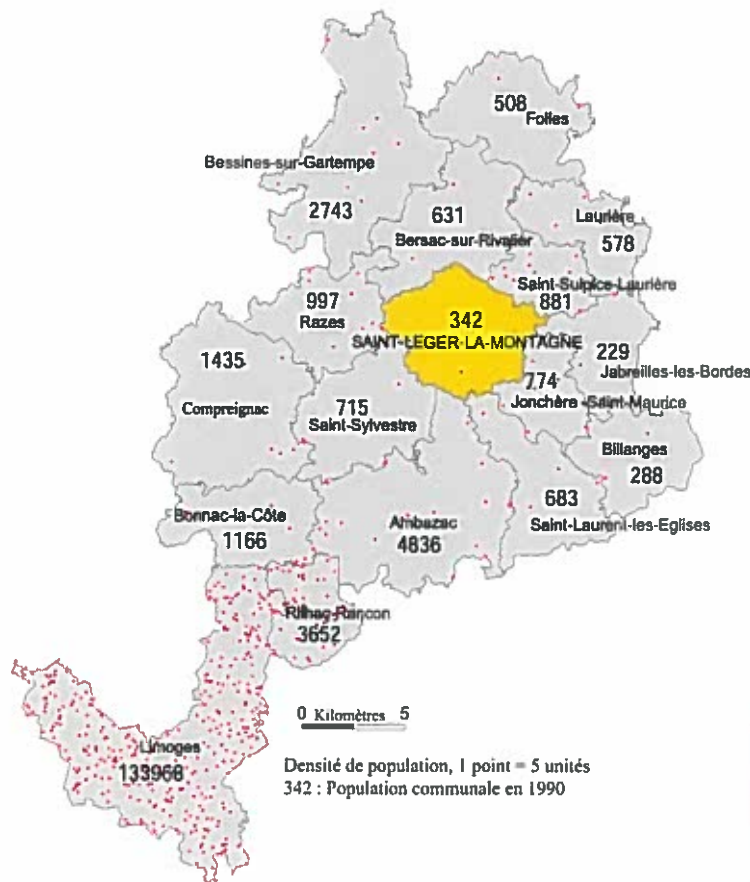 508
Folles
Bessines-sur-Gartempe
2743
631
Bersac-sur-Rivalier
Laurière
578
Saint-Sulpice-Laurière
881
997
Razes
342
SAINT-LEGER-LA-MONTAGNE
229
Jabreilles-les-Bordes
1435
Compreignac
774
Jonchère-Saint-Maurice
715
Saint-Sylvestre
Billanges
288
683
Saint-Laurent-les-Eglises
Bonnac-la-Côte
1166
Ambazac
4836
Rilhac-Rancon
3652
0 Kilomètres 5
Limoges
133968
Densité de population, 1 point = 5 unités
342 : Population communale en 1990